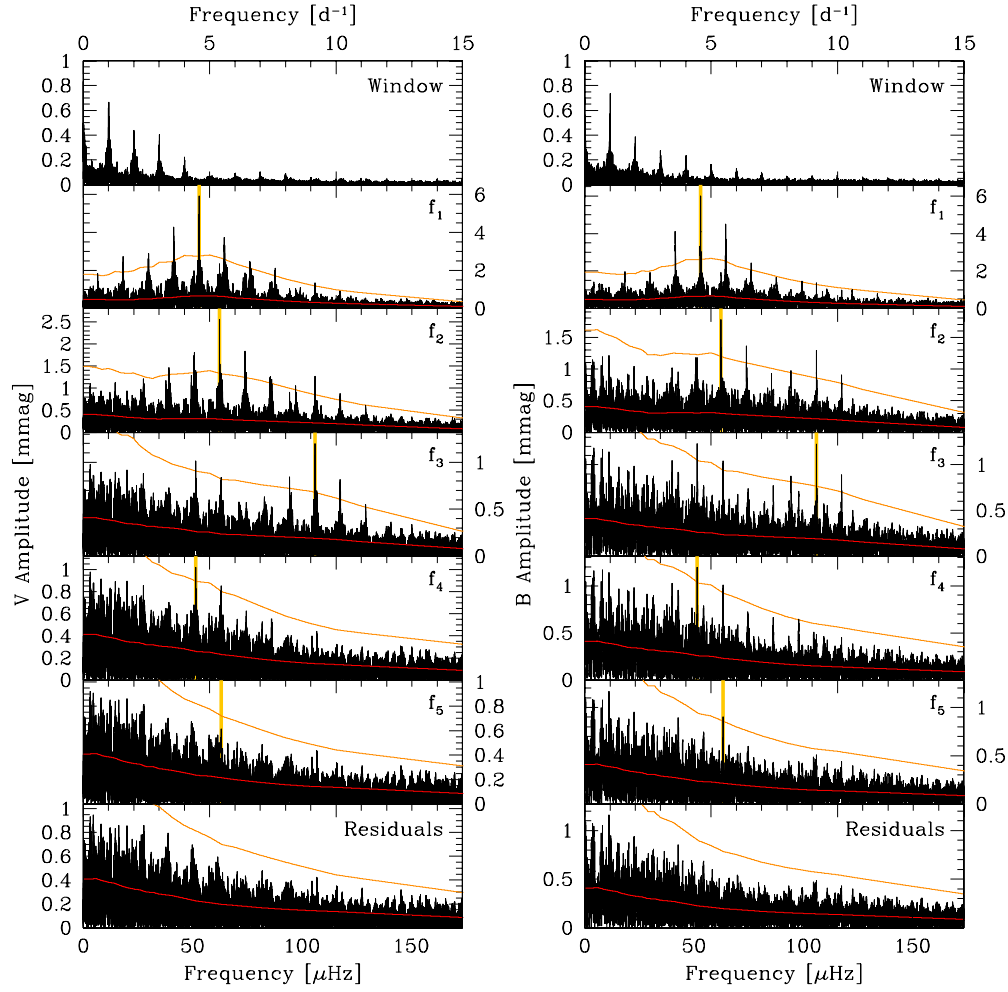 Frequency [d⁻¹] Frequency [d⁻¹]
0 5 10 15 0 5 10 15
1 0.8 0.6 0.4 0.2 0 Window 1 0.8 0.6 0.4 0.2 0 Window
f₁ 6 4 2 0 f₁ 6 4 2 0
2.5 2 1.5 1 0.5 0 f₂ 1.5 1 0.5 0 f₂
f₃ 1 0.5 0 f₃ 1 0.5 0
1 0.8 0.6 0.4 0.2 0 f₄ 1 0.5 0 f₄
f₅ 1 0.8 0.6 0.4 0.2 0 f₅ 1 0.5 0
1 0.8 0.6 0.4 0.2 0 Residuals 1 0.5 0 Residuals
V Amplitude [mmag] B Amplitude [mmag]
0 50 100 150 0 50 100 150
Frequency [μHz] Frequency [μHz]